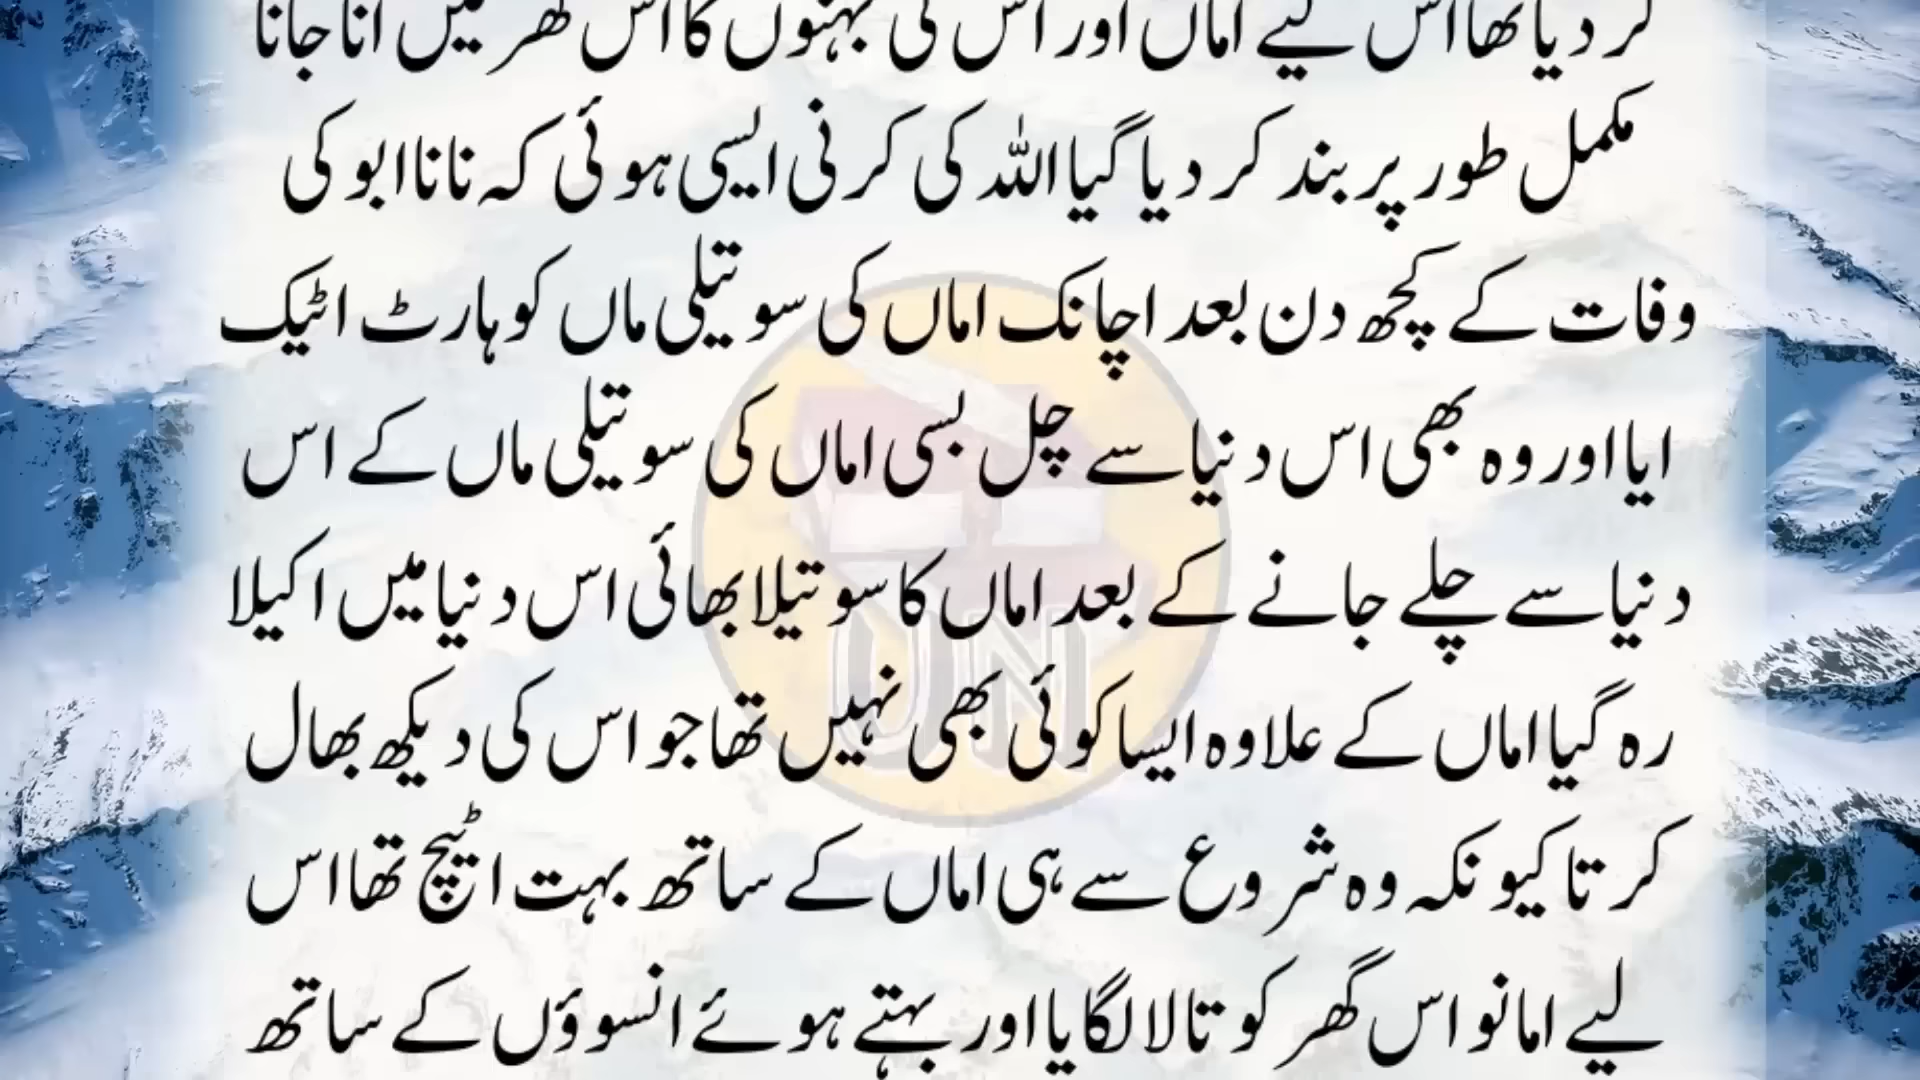 کر دیا تھا اس لیے اماں اور اس کی بہنوں کا اس گھر میں انا جانا
مکمل طور پر بند کر دیا گیا اللہ کی کرنی ایسی ہوئی کہ نانا ابو کی
وفات کے کچھ دن بعد اچانک اماں کی سوتیلی ماں کو ہارٹ اٹیک
ایا اور وہ بھی اس دنیا سے چل بسی اماں کی سوتیلی ماں کے اس
دنیا سے چلے جانے کے بعد اماں کا سوتیلا بھائی اس دنیا میں اکیلا
رہ گیا اماں کے علاوہ ایسا کوئی بھی نہیں تھا جو اس کی دیکھ بھال
کرتا کیونکہ وہ شروع سے ہی اماں کے ساتھ بہت اٹیچ تھا اس
لیے امانو اس گھر کو تالا لگایا اور بہتے ہوئے انسوؤں کے ساتھ
UN